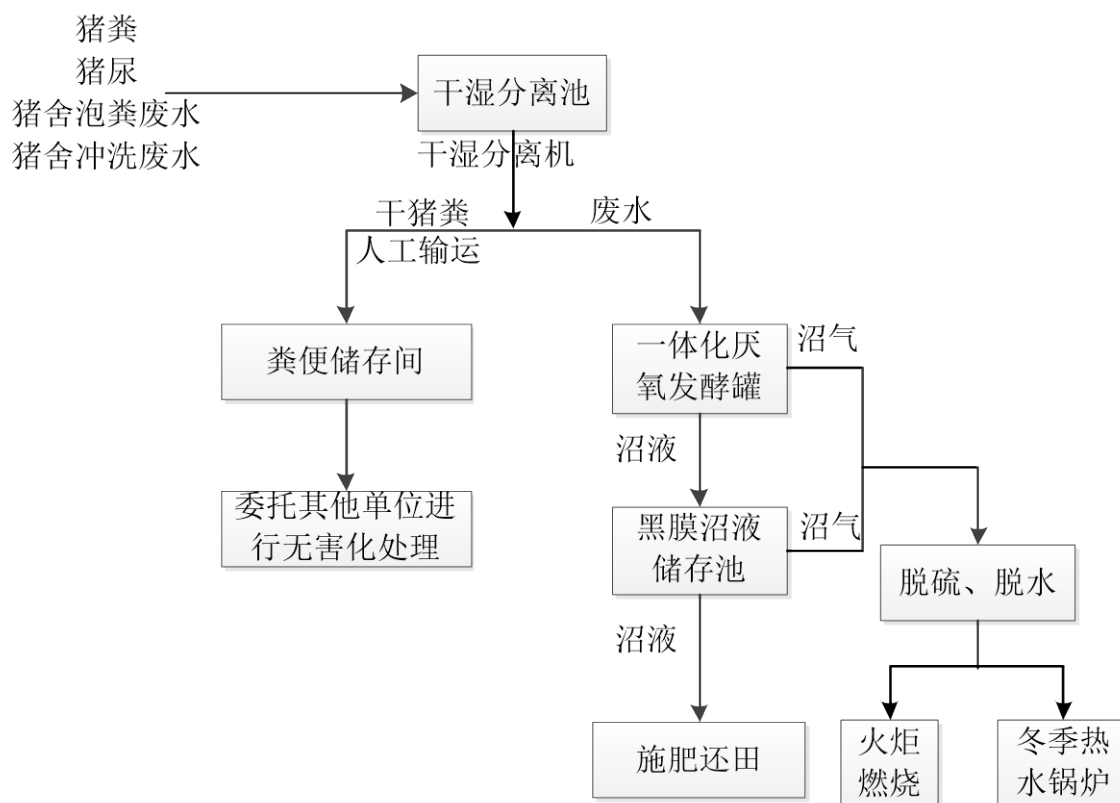 猪粪
猪尿
猪舍泡粪废水
猪舍冲洗废水
干湿分离池
干湿分离机
干猪粪
人工输运
废水
粪便储存间
委托其他单位进
行无害化处理
一体化厌
氧发酵罐
沼气
沼液
黑膜沼液
储存池
沼气
沼液
施肥还田
脱硫、脱水
火炬
燃烧
冬季热
水锅炉